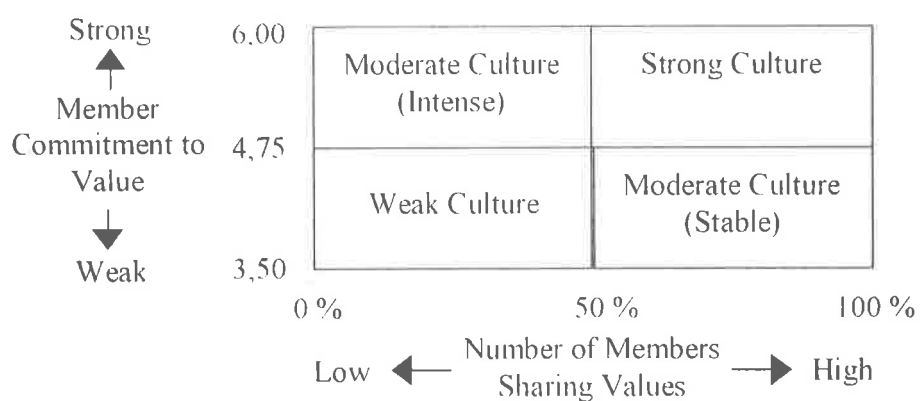 Strong
Member
Commitment to
Value
Weak
6,00
4,75
3,50
Moderate Culture
(Intense)
Strong Culture
Weak Culture
Moderate Culture
(Stable)
0 %
50 %
100 %
Low
Number of Members
Sharing Values
High